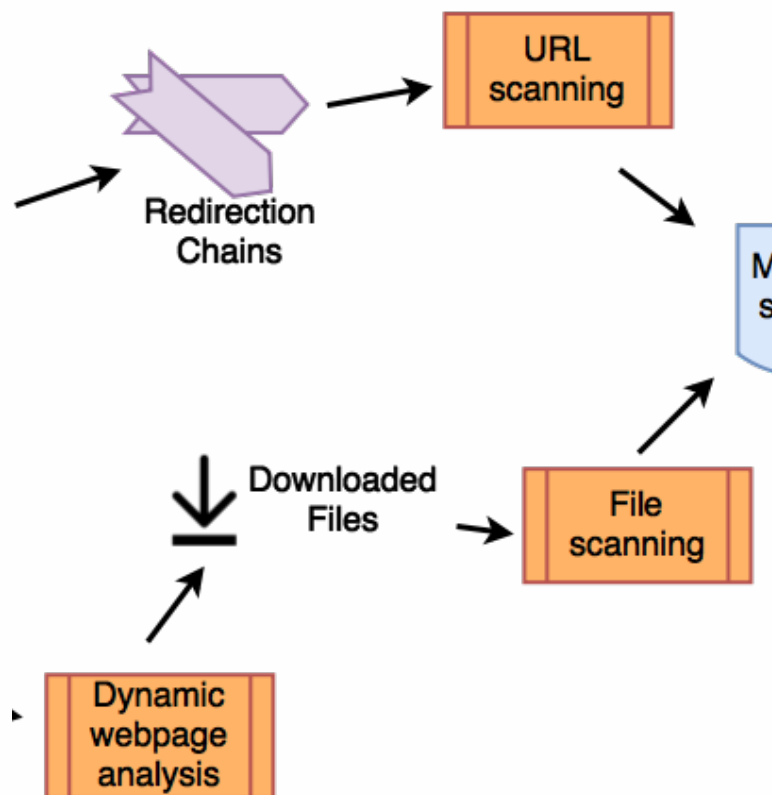 URL
scanning
Redirection
Chains
Downloaded
Files
File
scanning
Dynamic
webpage
analysis